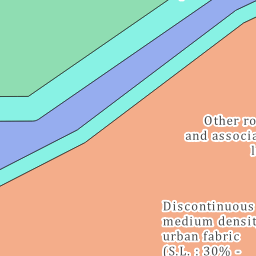 Other ro
and associa
l
Discontinuous
medium densit
urban fabric
(S.L. : 30% -